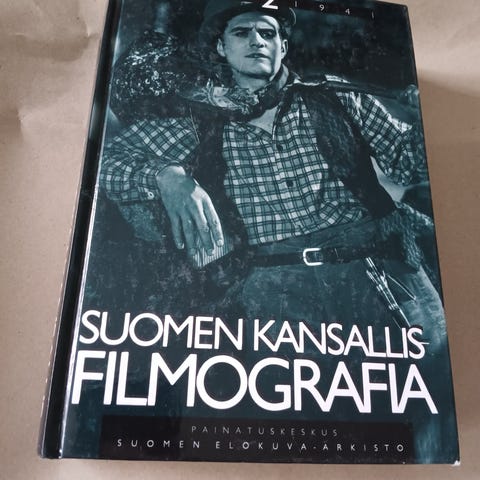 2 1941
SUOMEN KANSALLIS-
FILMOGRAFIA
PAINATUSKESKUS
SUOMEN ELOKUVA-ARKISTO